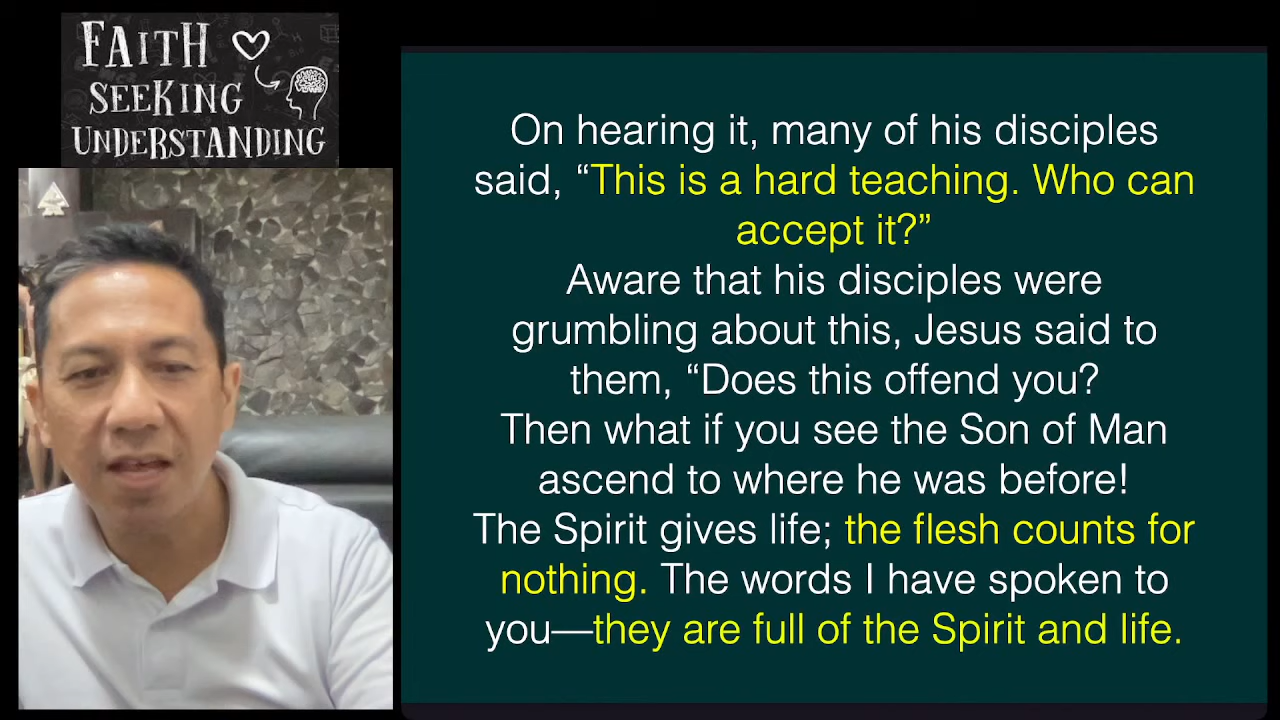 FAITH
SEEKING
UNDERSTANDING
On hearing it, many of his disciples
said, “This is a hard teaching. Who can
accept it?”
Aware that his disciples were
grumbling about this, Jesus said to
them, “Does this offend you?
Then what if you see the Son of Man
ascend to where he was before!
The Spirit gives life; the flesh counts for
nothing. The words I have spoken to
you—they are full of the Spirit and life.